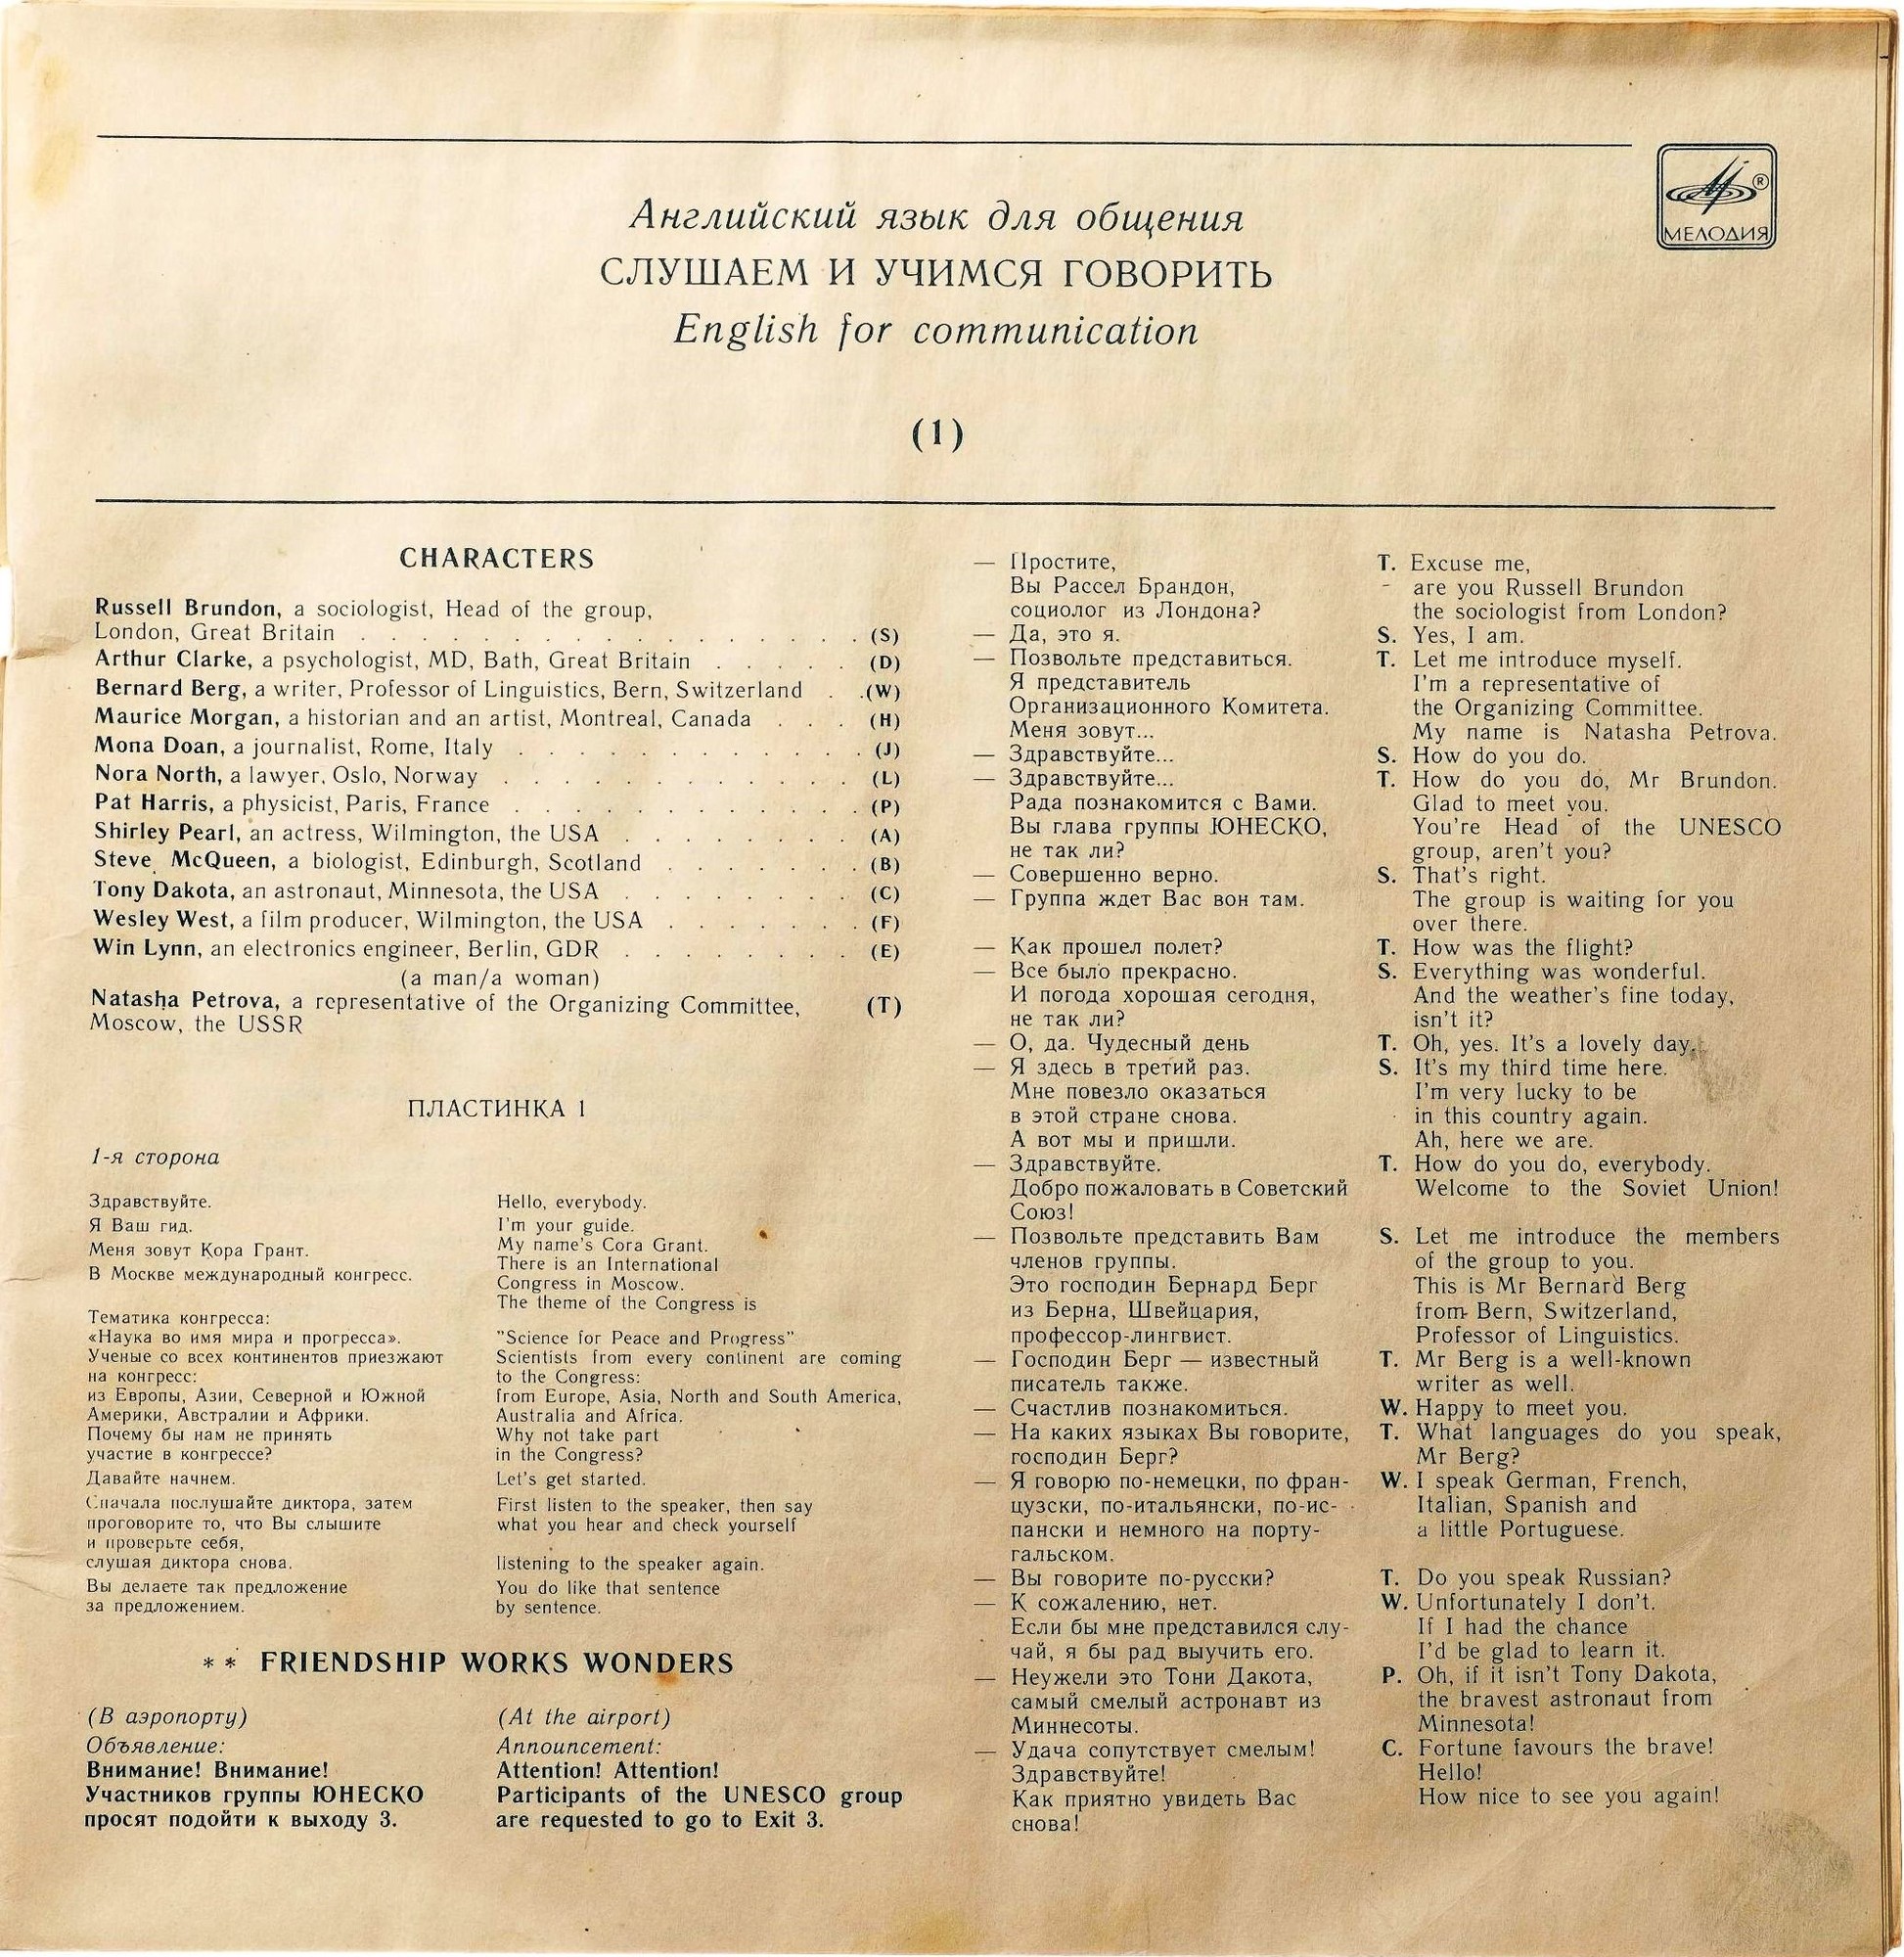 Английский язык для общения
СЛУШАЕМ И УЧИМСЯ ГОВОРИТЬ
English for communication
(1)
® МЕЛОДИЯ
CHARACTERS
Russell Brundon, a sociologist, Head of the group,
London, Great Britain . . . . . . . . . . . . . . . . . (S)
Arthur Clarke, a psychologist, MD, Bath, Great Britain . . . . . (D)
Bernard Berg, a writer, Professor of Linguistics, Bern, Switzerland . .(W)
Maurice Morgan, a historian and an artist, Montreal, Canada . . . (H)
Mona Doan, a journalist, Rome, Italy . . . . . . . . . . . . (J)
Nora North, a lawyer, Oslo, Norway . . . . . . . . . . . . (L)
Pat Harris, a physicist, Paris, France . . . . . . . . . . . . (P)
Shirley Pearl, an actress, Wilmington, the USA . . . . . . . (A)
Steve McQueen, a biologist, Edinburgh, Scotland . . . . . . (B)
Tony Dakota, an astronaut, Minnesota, the USA . . . . . . . (C)
Wesley West, a film producer, Wilmington, the USA . . . . . . (F)
Win Lynn, an electronics engineer, Berlin, GDR . . . . . . . (E)
(a man/a woman)
Natasha Petrova, a representative of the Organizing Committee, (T)
Moscow, the USSR
ПЛАСТИНКА 1
1-я сторона
Здравствуйте.
Я Ваш гид.
Меня зовут Кора Грант.
В Москве международный конгресс.
Тематика конгресса:
«Наука во имя мира и прогресса».
Ученые со всех континентов приезжают
на конгресс:
из Европы, Азии, Северной и Южной
Америки, Австралии и Африки.
Почему бы нам не принять
участие в конгрессе?
Давайте начнем.
Сначала послушайте диктора, затем
проговорите то, что Вы слышите
и проверьте себя,
слушая диктора снова.
Вы делаете так предложение
за предложением.
Hello, everybody.
I'm your guide.
My name's Cora Grant.
There is an International
Congress in Moscow.
The theme of the Congress is
"Science for Peace and Progress"
Scientists from every continent are coming
to the Congress:
from Europe, Asia, North and South America,
Australia and Africa.
Why not take part
in the Congress?
Let's get started.
First listen to the speaker, then say
what you hear and check yourself
listening to the speaker again.
You do like that sentence
by sentence.
** FRIENDSHIP WORKS WONDERS
(В аэропорту)
Объявление:
Внимание! Внимание!
Участников группы ЮНЕСКО
просят подойти к выходу 3.
(At the airport)
Announcement:
Attention! Attention!
Participants of the UNESCO group
are requested to go to Exit 3.
— Простите,
Вы Рассел Брандон,
социолог из Лондона?
— Да, это я.
— Позвольте представиться.
Я представитель
Организационного Комитета.
Меня зовут...
— Здравствуйте...
— Здравствуйте...
Рада познакомится с Вами.
Вы глава группы ЮНЕСКО,
не так ли?
— Совершенно верно.
— Группа ждет Вас вон там.
— Как прошел полет?
— Все было прекрасно.
И погода хорошая сегодня,
не так ли?
— О, да. Чудесный день
— Я здесь в третий раз.
Мне повезло оказаться
в этой стране снова.
А вот мы и пришли.
— Здравствуйте.
Добро пожаловать в Советский
Союз!
— Позвольте представить Вам
членов группы.
Это господин Бернард Берг
из Берна, Швейцария,
профессор-лингвист.
— Господин Берг — известный
писатель также.
— Счастлив познакомиться.
— На каких языках Вы говорите,
господин Берг?
— Я говорю по-немецки, по фран-
цузски, по-итальянски, по-ис-
пански и немного на порту-
гальском.
— Вы говорите по-русски?
— К сожалению, нет.
Если бы мне представился слу-
чай, я бы рад выучить его.
— Неужели это Тони Дакота,
самый смелый астронавт из
Миннесоты.
— Удача сопутствует смелым!
Здравствуйте!
Как приятно увидеть Вас
снова!
T. Excuse me,
are you Russell Brundon
the sociologist from London?
S. Yes, I am.
T. Let me introduce myself.
I'm a representative of
the Organizing Committee.
My name is Natasha Petrova.
S. How do you do.
T. How do you do, Mr Brundon.
Glad to meet you.
You're Head of the UNESCO
group, aren't you?
S. That's right.
The group is waiting for you
over there.
T. How was the flight?
S. Everything was wonderful.
And the weather's fine today,
isn't it?
T. Oh, yes. It's a lovely day.
S. It's my third time here.
I'm very lucky to be
in this country again.
Ah, here we are.
T. How do you do, everybody.
Welcome to the Soviet Union!
S. Let me introduce the members
of the group to you.
This is Mr Bernard Berg
from Bern, Switzerland,
Professor of Linguistics.
T. Mr Berg is a well-known
writer as well.
W. Happy to meet you.
T. What languages do you speak,
Mr Berg?
W. I speak German, French,
Italian, Spanish and
a little Portuguese.
T. Do you speak Russian?
W. Unfortunately I don't.
If I had the chance
I'd be glad to learn it.
P. Oh, if it isn't Tony Dakota,
the bravest astronaut from
Minnesota!
C. Fortune favours the brave!
Hello!
How nice to see you again!